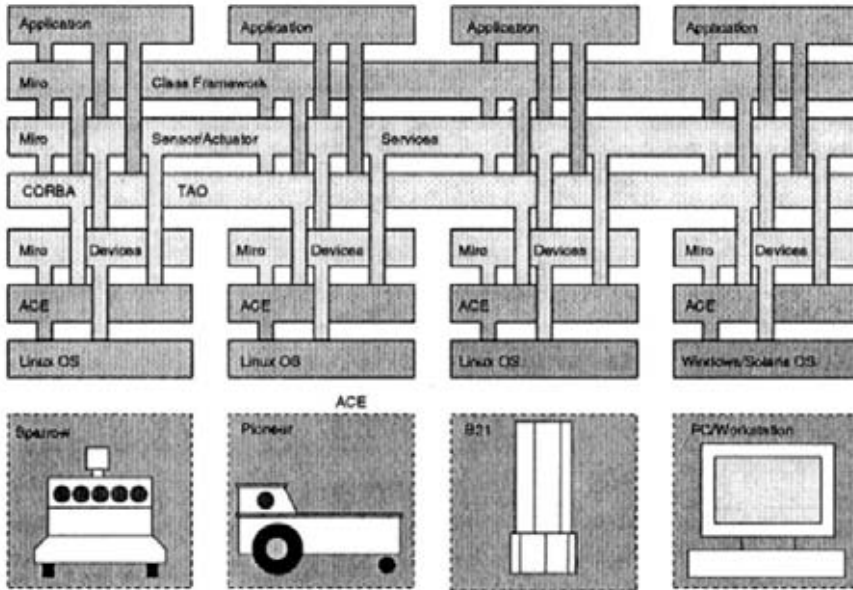 Application Application Application Application
Miro Class Framework
Miro Sensor/Actuator Services
CORBA TAO
Miro Devices Miro Devices Miro Devices Miro Devices
ACE ACE ACE ACE
Linux OS Linux OS Linux OS Windows/Solaris OS
ACE
Sparrow Pioneer B21 PC/Workstation